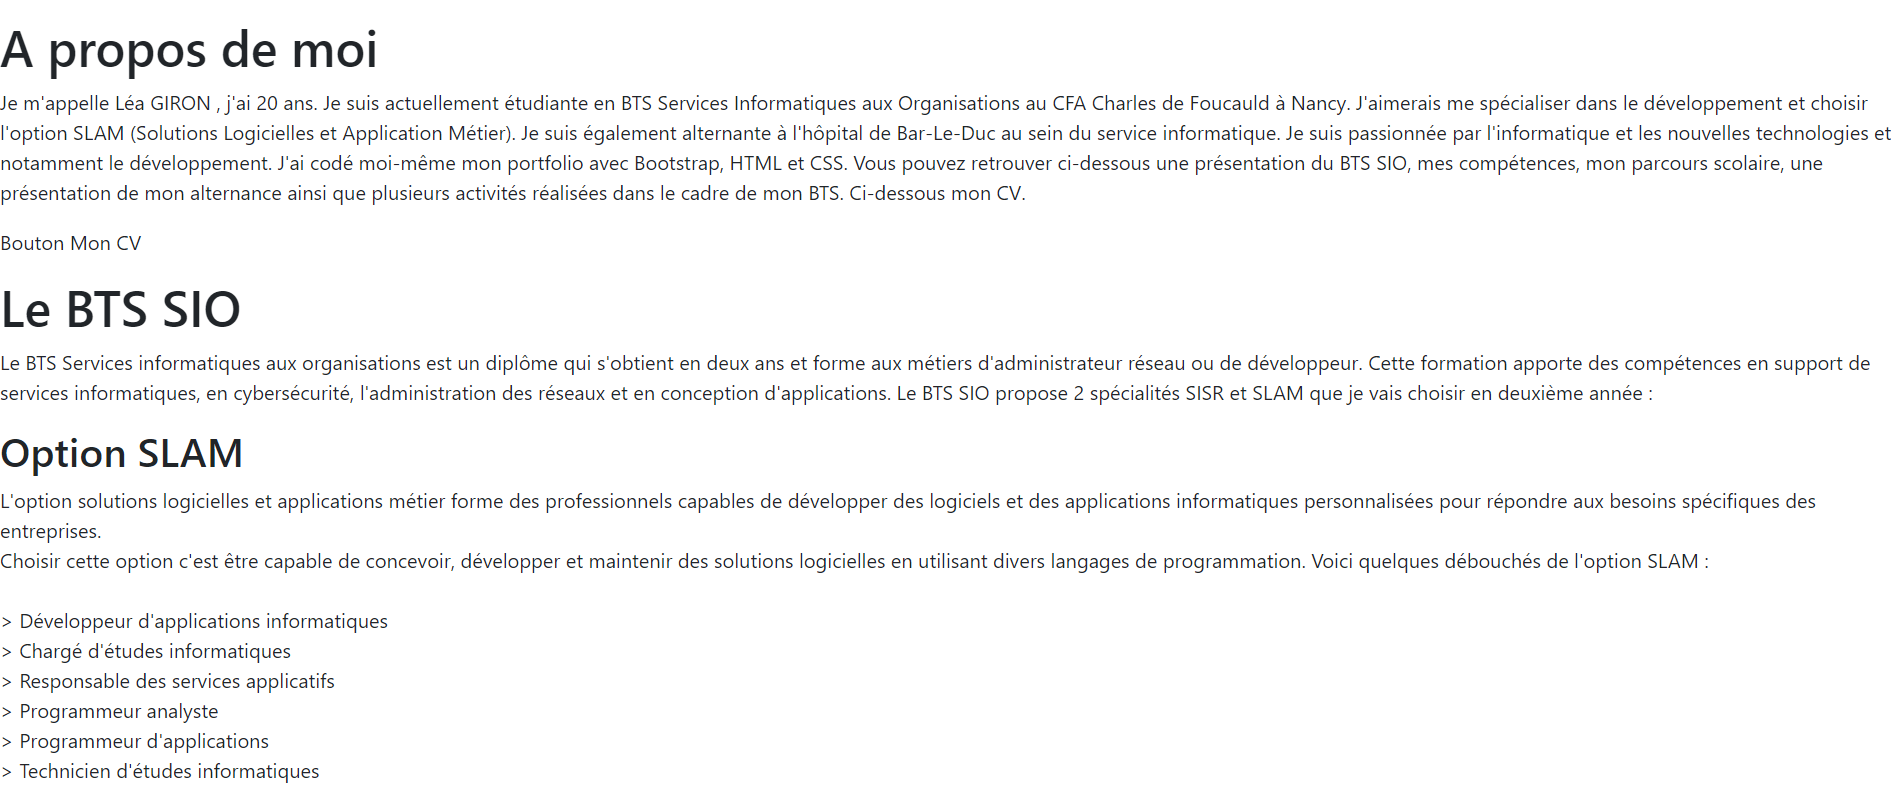 A propos de moi
Je m'appelle Léa GIRON , j'ai 20 ans. Je suis actuellement étudiante en BTS Services Informatiques aux Organisations au CFA Charles de Foucauld à Nancy. J'aimerais me spécialiser dans le développement et choisir
l'option SLAM (Solutions Logicielles et Application Métier). Je suis également alternante à l'hôpital de Bar-Le-Duc au sein du service informatique. Je suis passionnée par l'informatique et les nouvelles technologies et
notamment le développement. J'ai codé moi-même mon portfolio avec Bootstrap, HTML et CSS. Vous pouvez retrouver ci-dessous une présentation du BTS SIO, mes compétences, mon parcours scolaire, une
présentation de mon alternance ainsi que plusieurs activités réalisées dans le cadre de mon BTS. Ci-dessous mon CV.
Bouton Mon CV
Le BTS SIO
Le BTS Services informatiques aux organisations est un diplôme qui s'obtient en deux ans et forme aux métiers d'administrateur réseau ou de développeur. Cette formation apporte des compétences en support de
services informatiques, en cybersécurité, l'administration des réseaux et en conception d'applications. Le BTS SIO propose 2 spécialités SISR et SLAM que je vais choisir en deuxième année :
Option SLAM
L'option solutions logicielles et applications métier forme des professionnels capables de développer des logiciels et des applications informatiques personnalisées pour répondre aux besoins spécifiques des
entreprises.
Choisir cette option c'est être capable de concevoir, développer et maintenir des solutions logicielles en utilisant divers langages de programmation. Voici quelques débouchés de l'option SLAM :
> Développeur d'applications informatiques
> Chargé d'études informatiques
> Responsable des services applicatifs
> Programmeur analyste
> Programmeur d'applications
> Technicien d'études informatiques